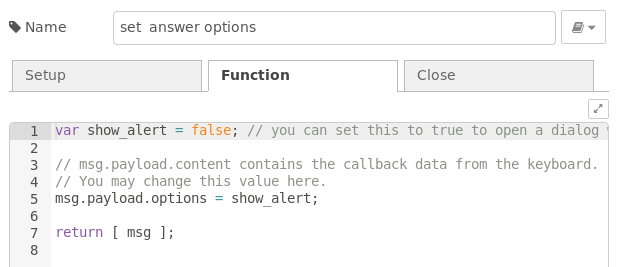 Name
set answer options
Setup
Function
Close
1 var show_alert = false; // you can set this to true to open a dialog
2
3 // msg.payload.content contains the callback data from the keyboard.
4 // You may change this value here.
5 msg.payload.options = show_alert;
6
7 return [ msg ];
8